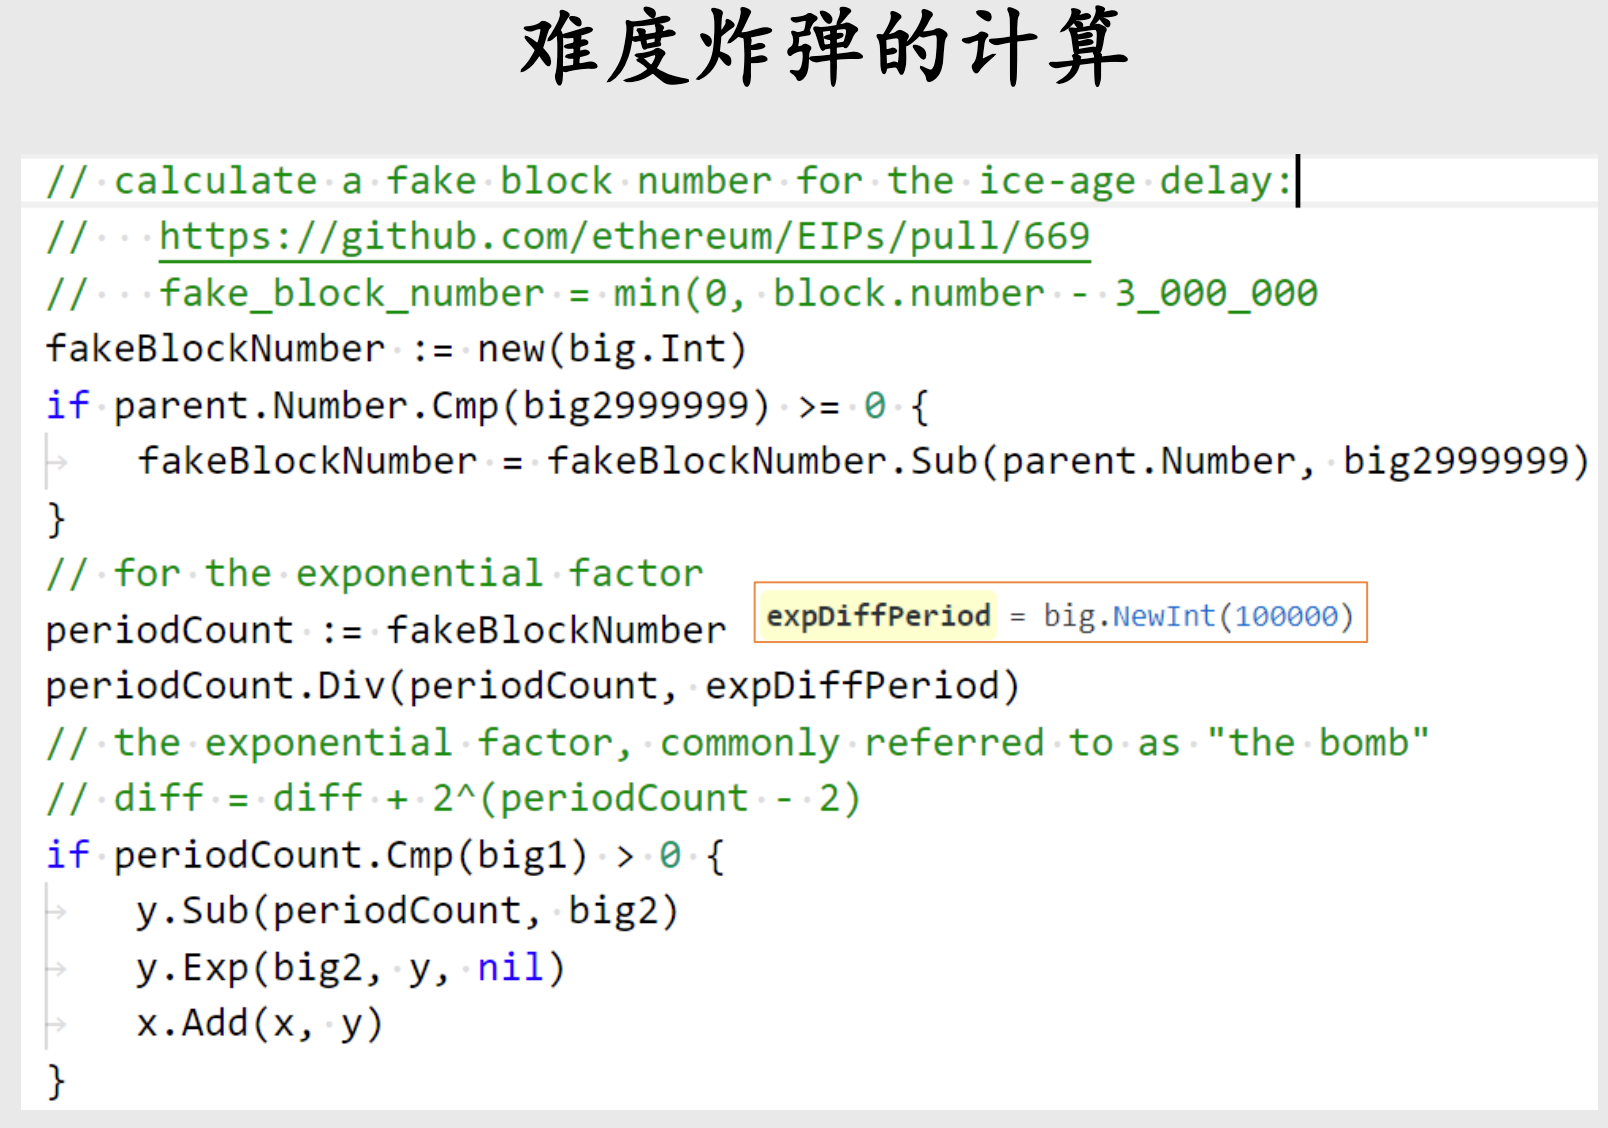 难度炸弹的计算
// calculate a fake block number for the ice-age delay:
//   https://github.com/ethereum/EIPs/pull/669
//   fake_block_number = min(0, block.number - 3_000_000
fakeBlockNumber := new(big.Int)
if parent.Number.Cmp(big2999999) >= 0 {
    fakeBlockNumber = fakeBlockNumber.Sub(parent.Number, big2999999)
}
// for the exponential factor
periodCount := fakeBlockNumber
expDiffPeriod = big.NewInt(100000)
periodCount.Div(periodCount, expDiffPeriod)
// the exponential factor, commonly referred to as "the bomb"
// diff = diff + 2^(periodCount - 2)
if periodCount.Cmp(big1) > 0 {
    y.Sub(periodCount, big2)
    y.Exp(big2, y, nil)
    x.Add(x, y)
}